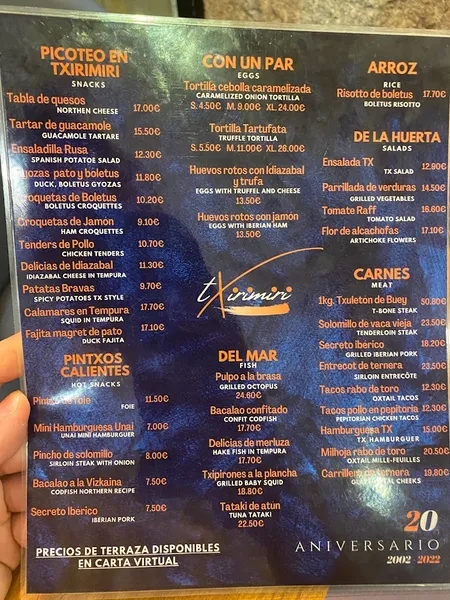 PICOTEO EN
TXIRIMIRI
SNACKS
Tabla de quesos
NORTHEN CHEESE 17.00€
Tartar de guacamole
GUACAMOLE TARTARE 15.50€
Ensaladilla Rusa
SPANISH POTATOE SALAD 12.30€
Gyozas pato y boletus
DUCK, BOLETUS GYOZAS 11.80€
Croquetas de Boletus
BOLETUS CROQUETTES 10.20€
Croquetas de Jamón
HAM CROQUETTES 9.10€
Tenders de Pollo
CHICKEN TENDERS 10.70€
Delicias de Idiazabal
IDIAZABAL CHEESE IN TEMPURA 11.30€
Patatas Bravas
SPICY POTATOES TX STYLE 9.70€
Calamares en Tempura
SQUID IN TEMPURA 17.70€
Fajita magret de pato
DUCK FAJITA 17.10€
PINTXOS
CALIENTES
HOT SNACKS
FOIE 11.50€
Mini Hamburguesa Unai
UNAI MINI HAMBURGUER 7.00€
Pincho de solomillo
SIRLOIN STEAK WITH ONION 8.00€
Bacalao a la Vizkaina
CODFISH NORTHERN RECIPE 7.50€
Secreto Ibérico
IBERIAN PORK 7.50€
PRECIOS DE TERRAZA DISPONIBLES
EN CARTA VIRTUAL
CON UN PAR
EGGS
Tortilla cebolla caramelizada
CARAMELIZED ONION TORTILLA
S. 4.50€ M. 9.00€ XL. 24.00€
Tortilla Tartufata
TRUFFLE TORTILLA
S. 5.50€ M. 11.00€ XL. 26.00€
Huevos rotos con Idiazabal
y trufa
EGGS WITH TRUFFEL AND CHEESE
13.50€
Huevos rotos con jamón
EGGS WITH IBERIAN HAM
13.50€
txirimiri
DEL MAR
FISH
Pulpo a la brasa
GRILLED OCTOPUS
24.60€
Bacalao confitado
CONFIT CODFISH
17.70€
Delicias de merluza
HAKE FISH IN TEMPURA
17.70€
Txipirones a la plancha
GRILLED BABY SQUID
18.80€
Tataki de atun
TUNA TATAKI
22.50€
ARROZ
RICE
Risotto de boletus 17.70€
BOLETUS RISOTTO
DE LA HUERTA
SALADS
Ensalada TX
TX SALAD 12.90€
Parrillada de verduras 14.50€
GRILLED VEGETABLES
Tomate Raff 16.60€
TOMATO SALAD
Flor de alcachofas 17.10€
ARTICHOKE FLOWERS
CARNES
MEAT
1kg. Txuletón de Buey 50.80€
T-BONE STEAK
Solomillo de vaca vieja 23.50€
TENDERLOIN STEAK
Secreto ibérico 18.20€
GRILLED IBERIAN PORK
Entrecot de ternera 23.50€
SIRLOIN ENTRECÔTE
Tacos rabo de toro 12.30€
OXTAIL TACOS
Tacos pollo en pepitoria 12.30€
PEPITORIAN CHICKEN TACOS
Hamburguesa TX 15.00€
TX HAMBURGUER
Milhoja rabo de toro 20.50€
OXTAIL MILLE-FEUILLES
Carrillera de ternera 19.80€
CHEEKS
20
ANIVERSARIO
2002-2022